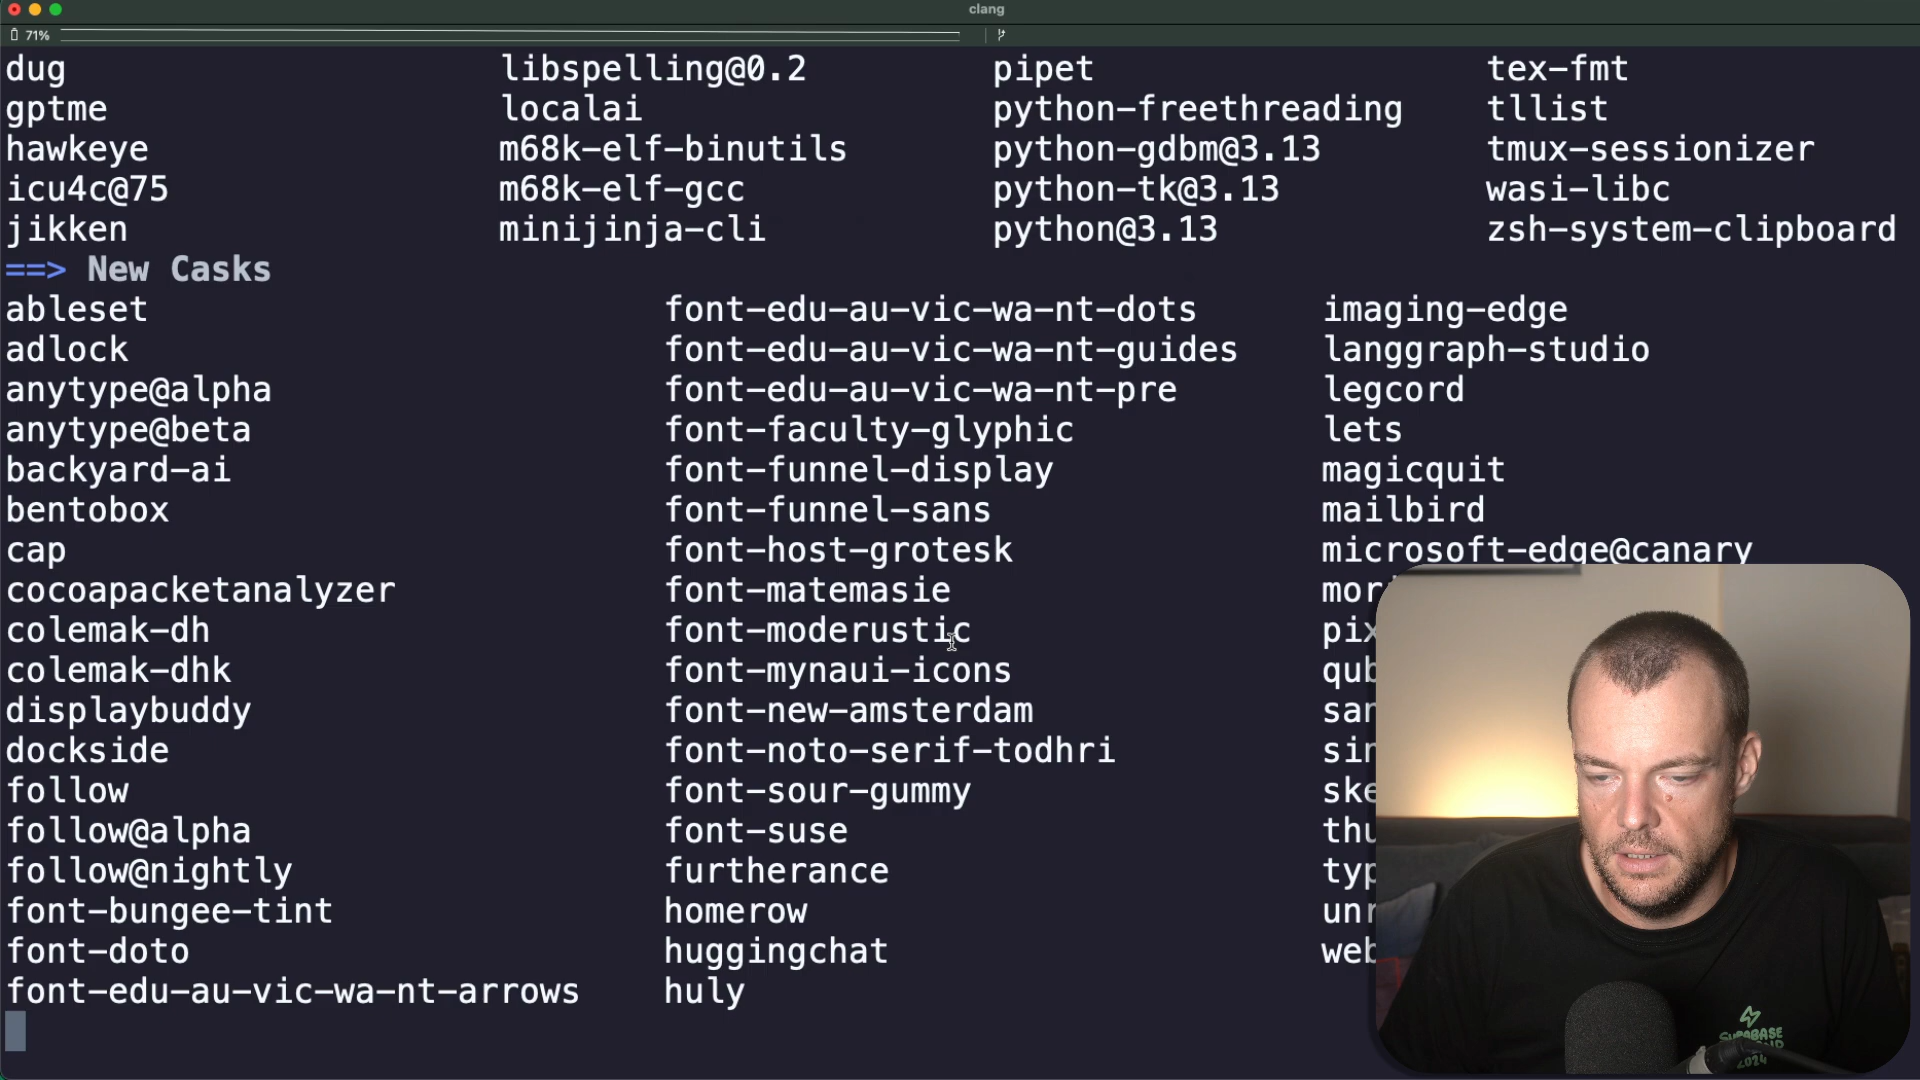 clang
71%
dug libspelling@0.2 pipet tex-fmt
gptme localai python-freethreading tllist
hawkeye m68k-elf-binutils python-gdbm@3.13 tmux-sessionizer
icu4c@75 m68k-elf-gcc python-tk@3.13 wasi-libc
jikken minijinja-cli python@3.13 zsh-system-clipboard
==> New Casks
ableset font-edu-au-vic-wa-nt-dots imaging-edge
adlock font-edu-au-vic-wa-nt-guides langgraph-studio
anytype@alpha font-edu-au-vic-wa-nt-pre legcord
anytype@beta font-faculty-glyphic lets
backyard-ai font-funnel-display magicquit
bentobox font-funnel-sans mailbird
cap font-host-grotesk microsoft-edge@canary
cocoapacketanalyzer font-matemasie
colemak-dh font-moderustic
colemak-dhk font-mynaui-icons
displaybuddy font-new-amsterdam
dockside font-noto-serif-todhri
follow font-sour-gummy
follow@alpha font-suse
follow@nightly furtherance
font-bungee-tint homerow
font-doto huggingchat
font-edu-au-vic-wa-nt-arrows huly
SUPABASE
2024